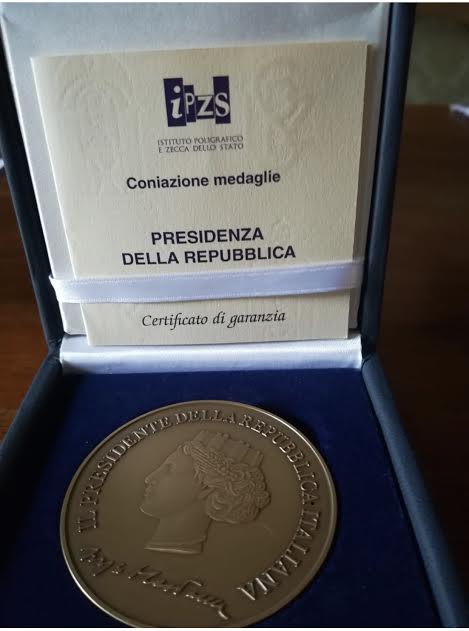 iPZS
ISTITUTO POLIGRAFICO
E ZECCA DELLO STATO
Coniazione medaglie
PRESIDENZA
DELLA REPUBBLICA
Certificato di garanzia
IL PRESIDENTE DELLA REPUBBLICA ITALIANA